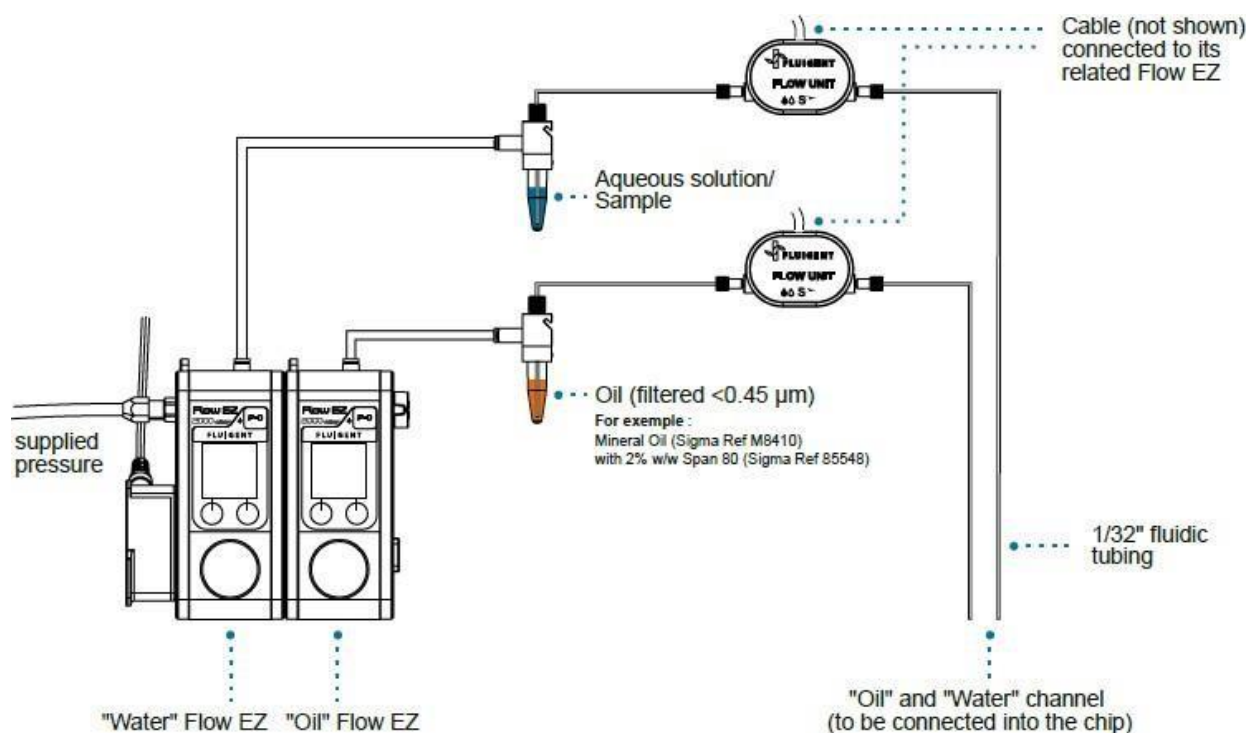 Cable (not shown)
connected to its
related Flow EZ
FLUIGENT
FLOW UNIT
Aqueous solution/
Sample
FLUIGENT
FLOW UNIT
Oil (filtered <0.45 µm)
For exemple :
Mineral Oil (Sigma Ref M8410)
with 2% w/w Span 80 (Sigma Ref 85548)
supplied
pressure
FLOW EZ
FLUIGENT
FLOW EZ
FLUIGENT
1/32" fluidic
tubing
"Water" Flow EZ
"Oil" Flow EZ
"Oil" and "Water" channel
(to be connected into the chip)